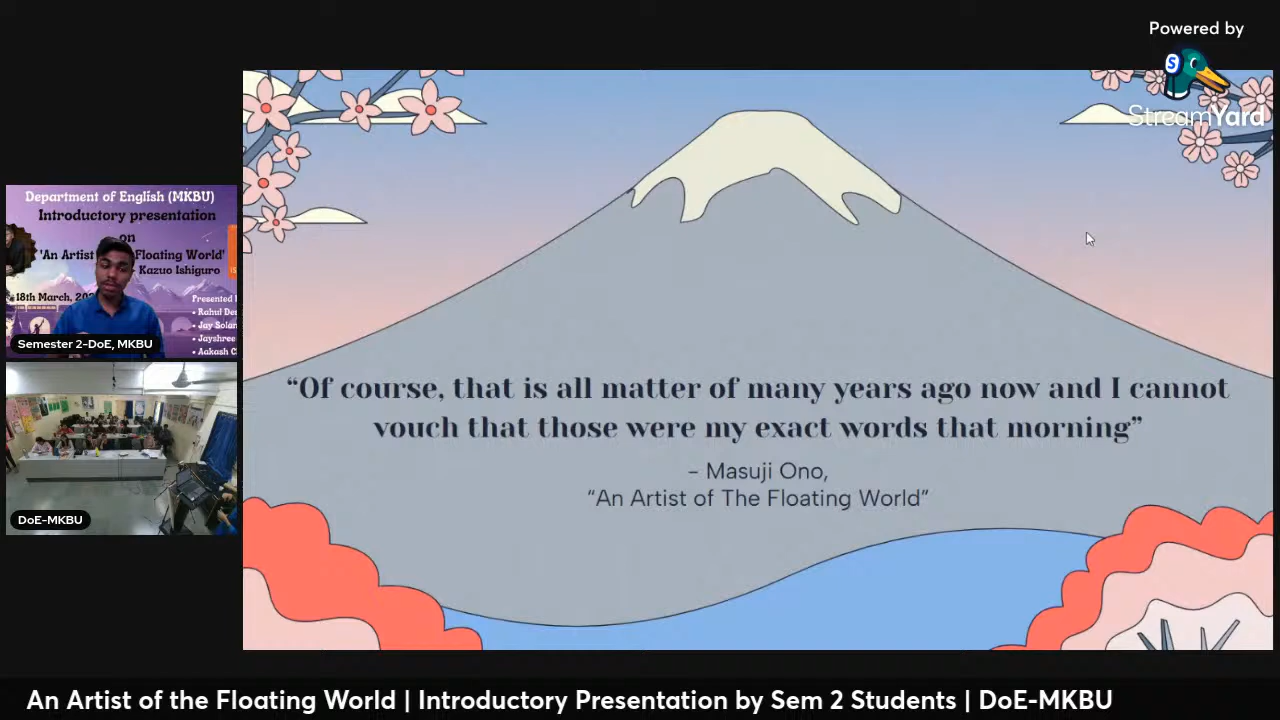 Powered by
S
StreamYard
Department of English (MKBU)
Introductory presentation
on
'An Artist Floating World'
- Kazuo Ishiguro
18th March,
Presented
• Rahul
• Jay
• Jayshree
• Aakash
Semester 2-DoE, MKBU
DoE-MKBU
“Of course, that is all matter of many years ago now and I cannot
vouch that those were my exact words that morning”
– Masuji Ono,
“An Artist of The Floating World”
An Artist of the Floating World | Introductory Presentation by Sem 2 Students | DoE-MKBU